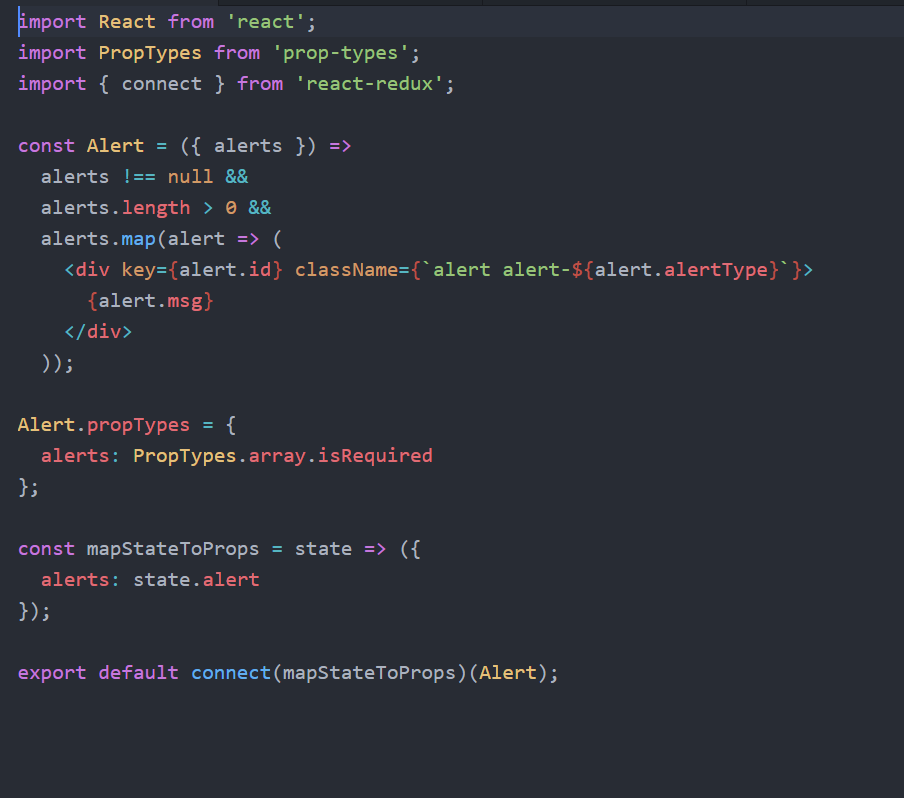 import React from 'react';
import PropTypes from 'prop-types';
import { connect } from 'react-redux';

const Alert = ({ alerts }) =>
  alerts !== null &&
  alerts.length > 0 &&
  alerts.map(alert => (
    <div key={alert.id} className={`alert alert-${alert.alertType}`}>
      {alert.msg}
    </div>
  ));

Alert.propTypes = {
  alerts: PropTypes.array.isRequired
};

const mapStateToProps = state => ({
  alerts: state.alert
});

export default connect(mapStateToProps)(Alert);